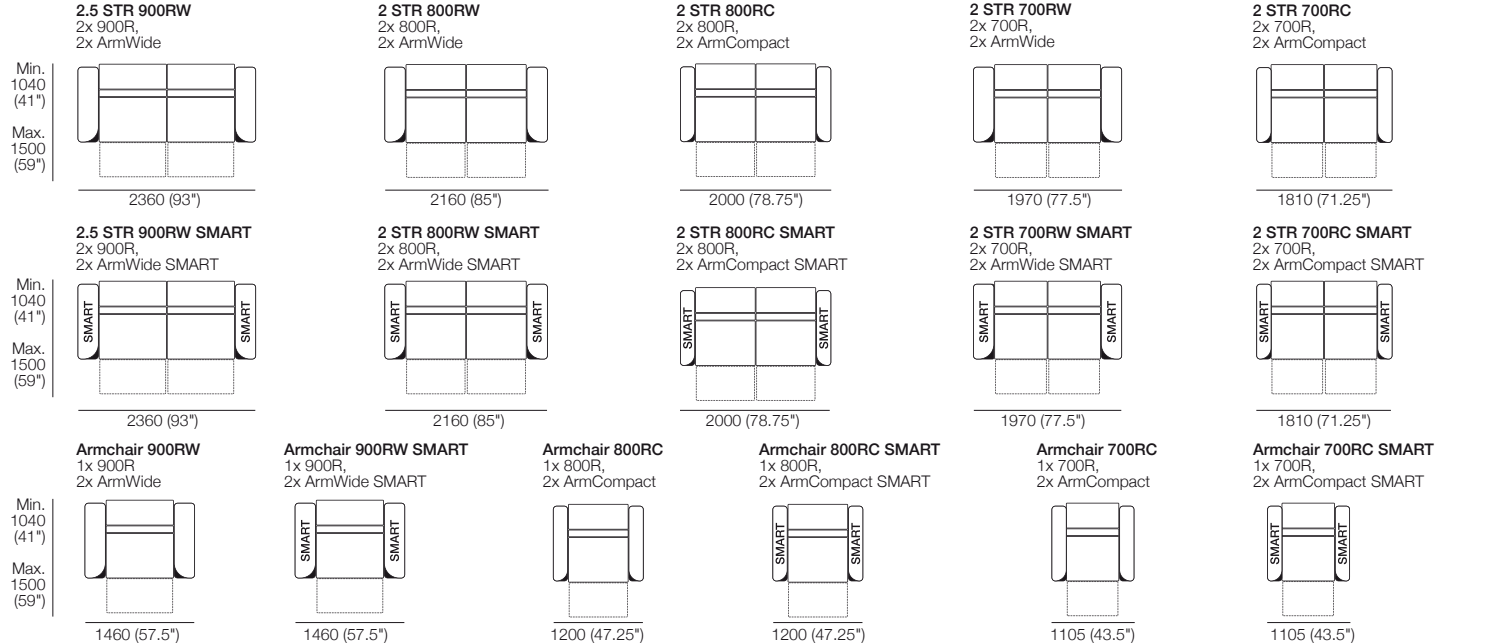 2.5 STR 900RW
2x 900R,
2x ArmWide
2 STR 800RW
2x 800R,
2x ArmWide
2 STR 800RC
2x 800R,
2x ArmCompact
2 STR 700RW
2x 700R,
2x ArmWide
2 STR 700RC
2x 700R,
2x ArmCompact
Min.
1040
(41")
Max.
1500
(59")
2360 (93")
2160 (85")
2000 (78.75")
1970 (77.5")
1810 (71.25")
2.5 STR 900RW SMART
2x 900R,
2x ArmWide SMART
2 STR 800RW SMART
2x 800R,
2x ArmWide SMART
2 STR 800RC SMART
2x 800R,
2x ArmCompact SMART
2 STR 700RW SMART
2x 700R,
2x ArmWide SMART
2 STR 700RC SMART
2x 700R,
2x ArmCompact SMART
Min.
1040
(41")
Max.
1500
(59")
SMART
SMART
SMART
SMART
SMART
SMART
SMART
SMART
SMART
SMART
2360 (93")
2160 (85")
2000 (78.75")
1970 (77.5")
1810 (71.25")
Armchair 900RW
1x 900R,
2x ArmWide
Armchair 900RW SMART
1x 900R,
2x ArmWide SMART
Armchair 800RC
1x 800R,
2x ArmCompact
Armchair 800RC SMART
1x 800R,
2x ArmCompact SMART
Armchair 700RC
1x 700R,
2x ArmCompact
Armchair 700RC SMART
1x 700R,
2x ArmCompact SMART
Min.
1040
(41")
Max.
1500
(59")
SMART
SMART
SMART
SMART
SMART
SMART
1460 (57.5")
1460 (57.5")
1200 (47.25")
1200 (47.25")
1105 (43.5")
1105 (43.5")